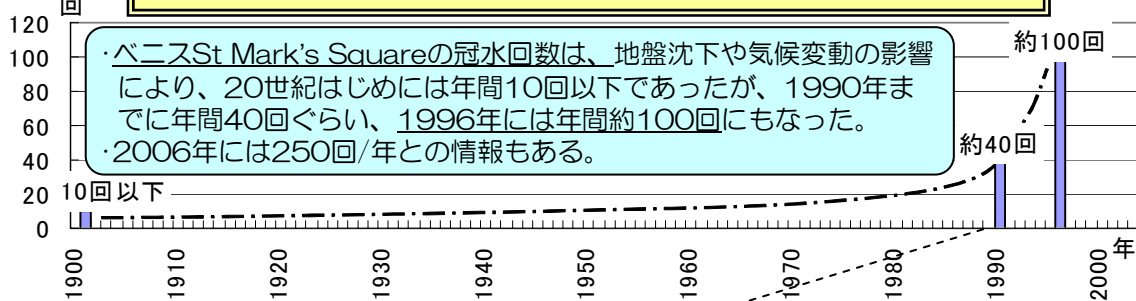 回
120
100
80
60
40
20
0
・ベニスSt Mark's Squareの冠水回数は、地盤沈下や気候変動の影響
により、20世紀はじめには年間10回以下であったが、1990年ま
でに年間40回ぐらい、1996年には年間約100回にもなった。
・2006年には250回/年との情報もある。
約100回
約40回
10回以下
1900
1910
1920
1930
1940
1950
1960
1970
1980
1990
2000
年